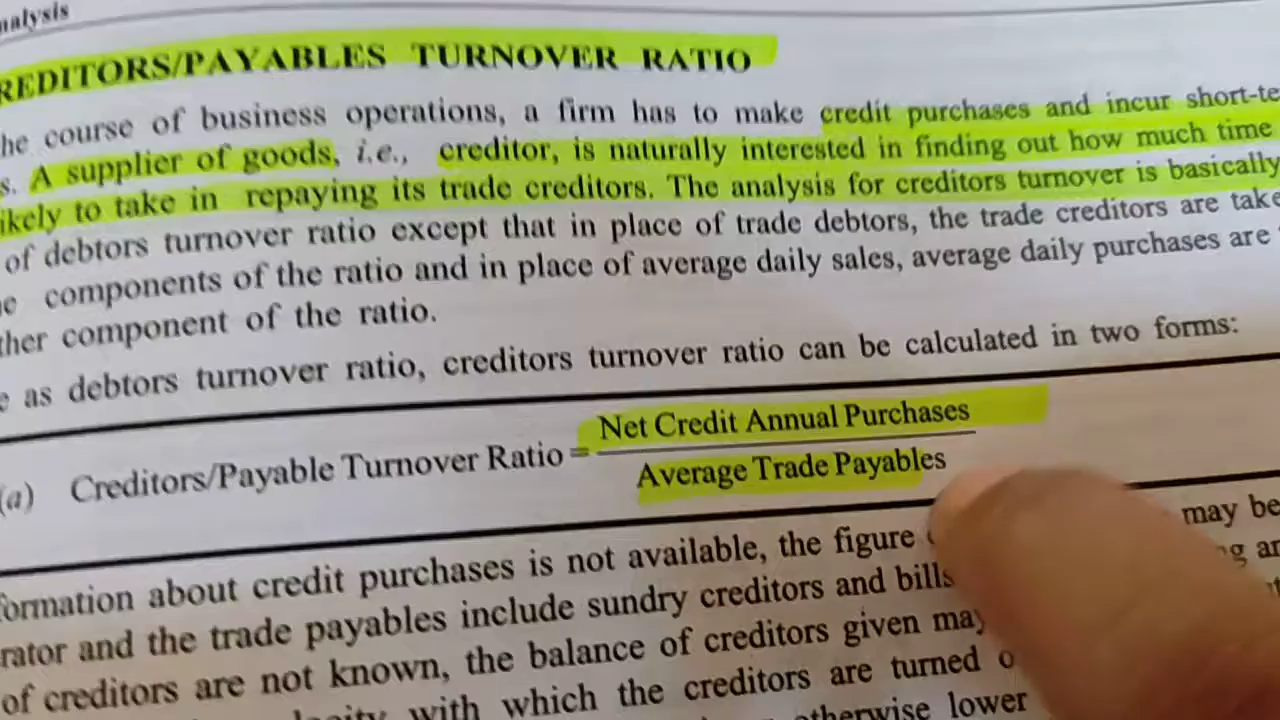 nalysis
REDITORS/PAYABLES TURNOVER RATIO
he course of business operations, a firm has to make credit purchases and incur short-te
s. A supplier of goods, i.e., creditor, is naturally interested in finding out how much time
ikely to take in repaying its trade creditors. The analysis for creditors turnover is basically
of debtors turnover ratio except that in place of trade debtors, the trade creditors are take
e components of the ratio and in place of average daily sales, average daily purchases are
ther component of the ratio.
e as debtors turnover ratio, creditors turnover ratio can be calculated in two forms:
(a) Creditors/Payable Turnover Ratio = Net Credit Annual Purchases
Average Trade Payables
formation about credit purchases is not available, the figure may be
rator and the trade payables include sundry creditors and bills g an
of creditors are not known, the balance of creditors given may
with which the creditors are turned o
otherwise lower